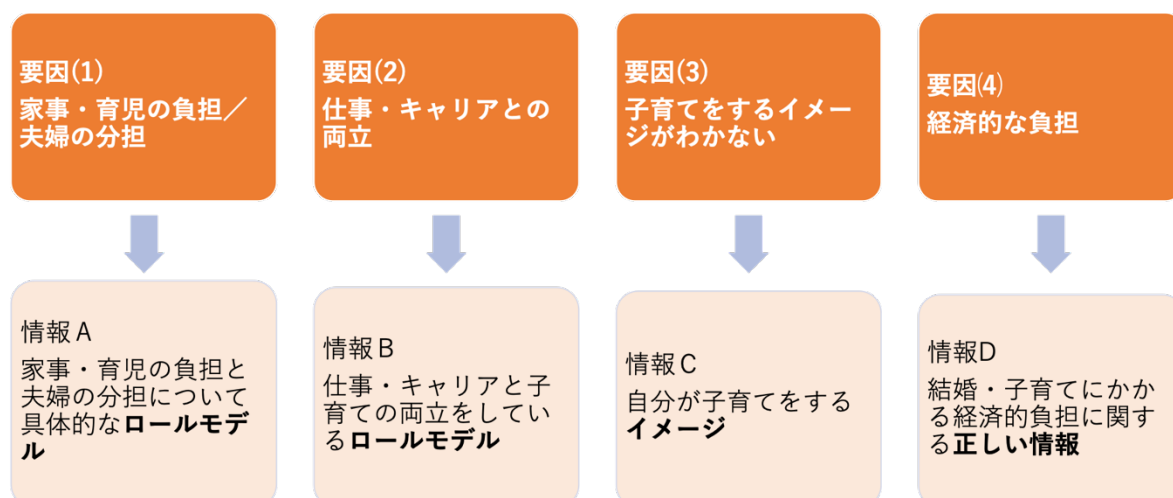 要因(1)
家事・育児の負担／
夫婦の分担
要因(2)
仕事・キャリアとの
両立
要因(3)
子育てをするイメー
ジがわかない
要因⑷
経済的な負担
情報Ａ
家事・育児の負担と
夫婦の分担について
具体的なロールモデ
ル
情報Ｂ
仕事・キャリアと子
育ての両立をしてい
るロールモデル
情報Ｃ
自分が子育てをする
イメージ
情報D
結婚・子育てにかか
る経済的負担に関す
る正しい情報